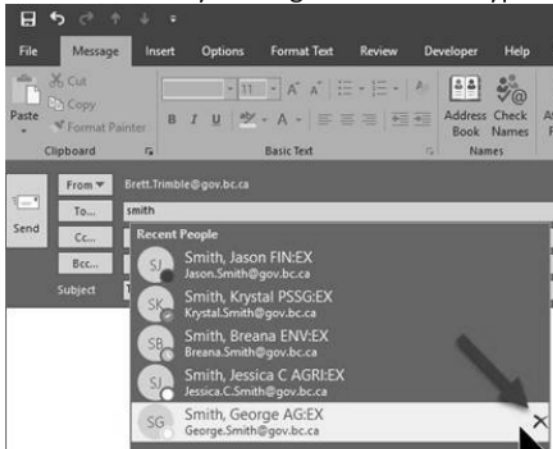 File Message Insert Options Format Text Review Developer Help
Cut
Copy
Paste
Format Painter
11 A A
B I U A
Address Check
Book Names
Clipboard Basic Text Names
From Brett.Trimble@gov.bc.ca
To... smith
Send
Cc...
Bcc...
Subject
Recent People
SJ Smith, Jason FIN:EX
Jason.Smith@gov.bc.ca
SK Smith, Krystal PSSG:EX
Krystal.Smith@gov.bc.ca
SB Smith, Breana ENV:EX
Breana.Smith@gov.bc.ca
SJ Smith, Jessica C AGRI:EX
Jessica.C.Smith@gov.bc.ca
SG Smith, George AG:EX
George.Smith@gov.bc.ca